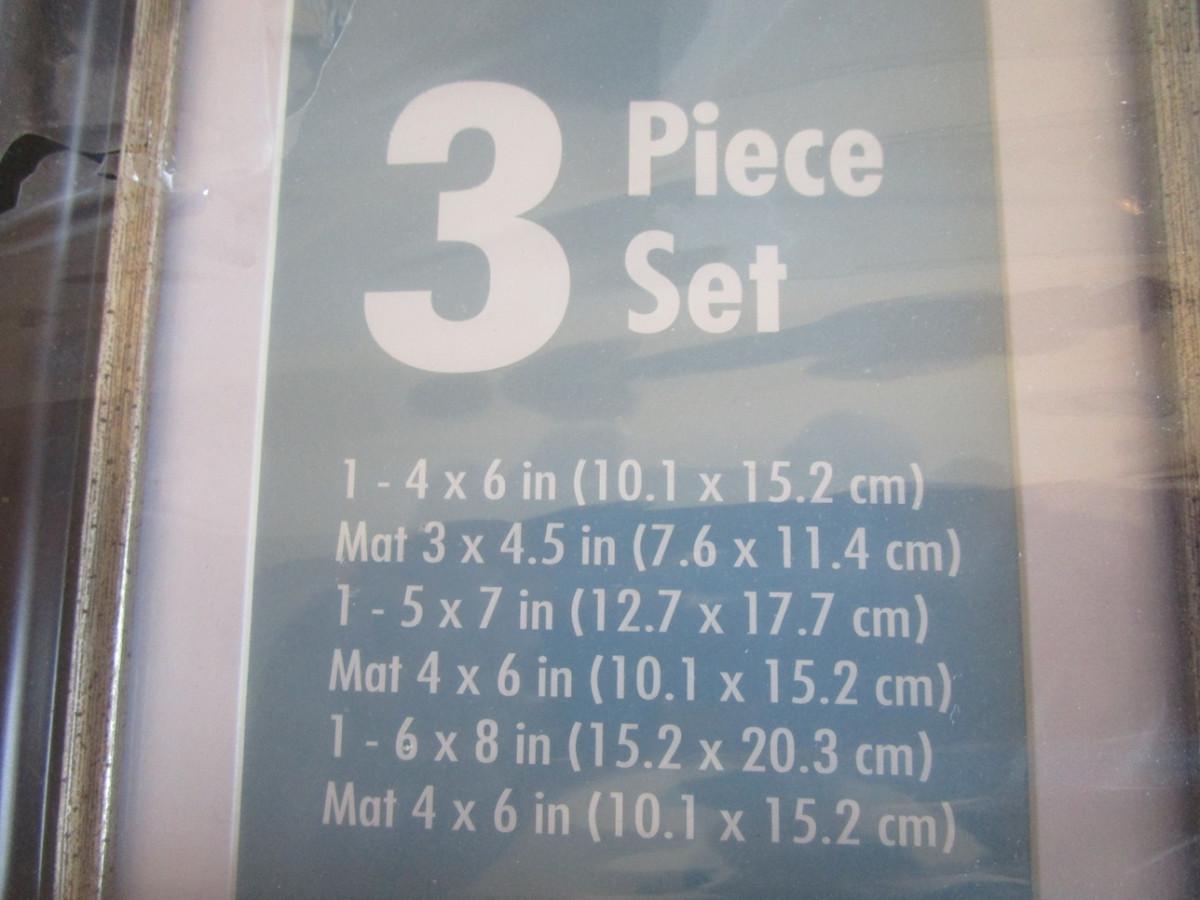 3 Piece
Set
1 - 4 x 6 in (10.1 x 15.2 cm)
Mat 3 x 4.5 in (7.6 x 11.4 cm)
1 - 5 x 7 in (12.7 x 17.7 cm)
Mat 4 x 6 in (10.1 x 15.2 cm)
1 - 6 x 8 in (15.2 x 20.3 cm)
Mat 4 x 6 in (10.1 x 15.2 cm)